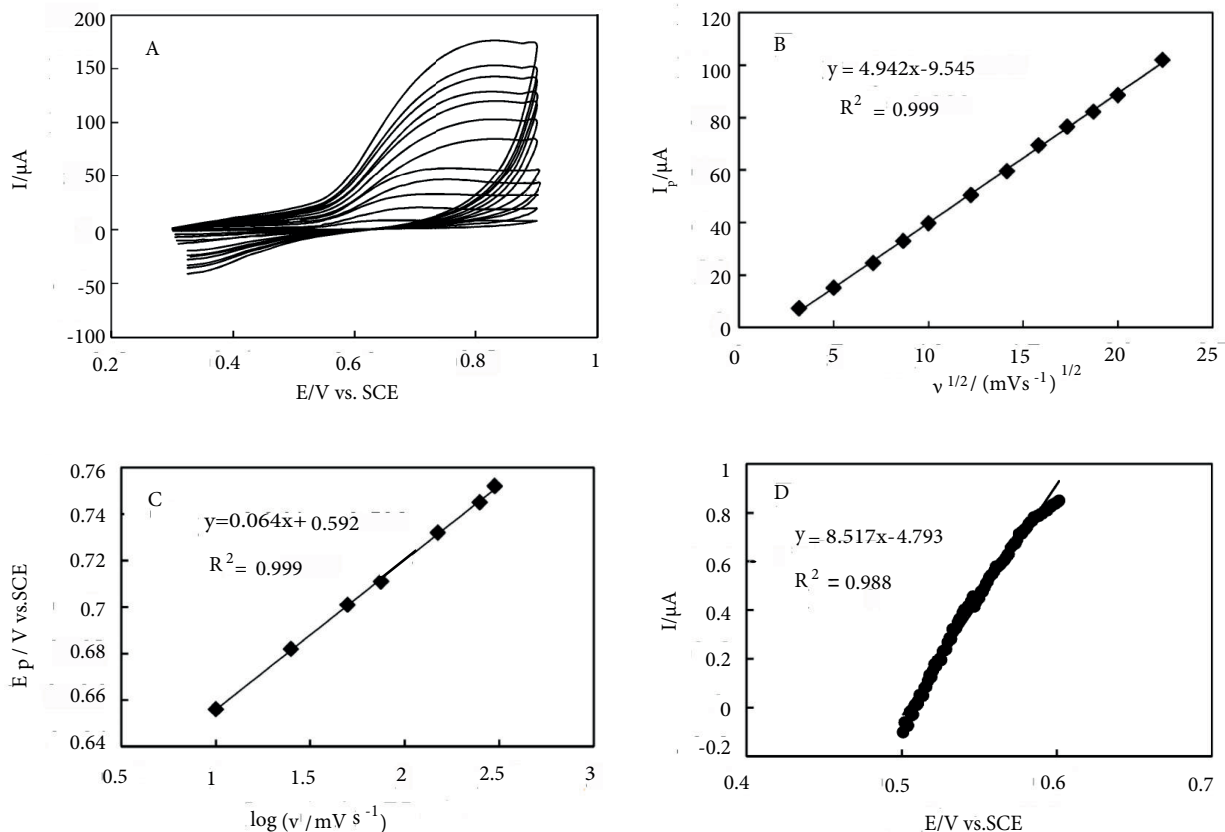 A
I/µA
200
150
100
50
0
-50
-100
0.2
0.4
0.6
0.8
1
E/V vs. SCE
B
y = 4.942x-9.545
R² = 0.999
Ip/µA
120
100
80
60
40
20
0
0
5
10
15
20
25
ν 1/2 / (mVs -1) 1/2
C
y=0.064x+0.592
R² = 0.999
E p / V vs.SCE
0.76
0.74
0.72
0.7
0.68
0.66
0.64
0.5
1
1.5
2
2.5
3
log (v /mV s -1)
D
y = 8.517x-4.793
R² = 0.988
I/µA
1
0.8
0.6
0.4
0.2
0
-0.2
0.4
0.5
0.6
0.7
E/V vs.SCE